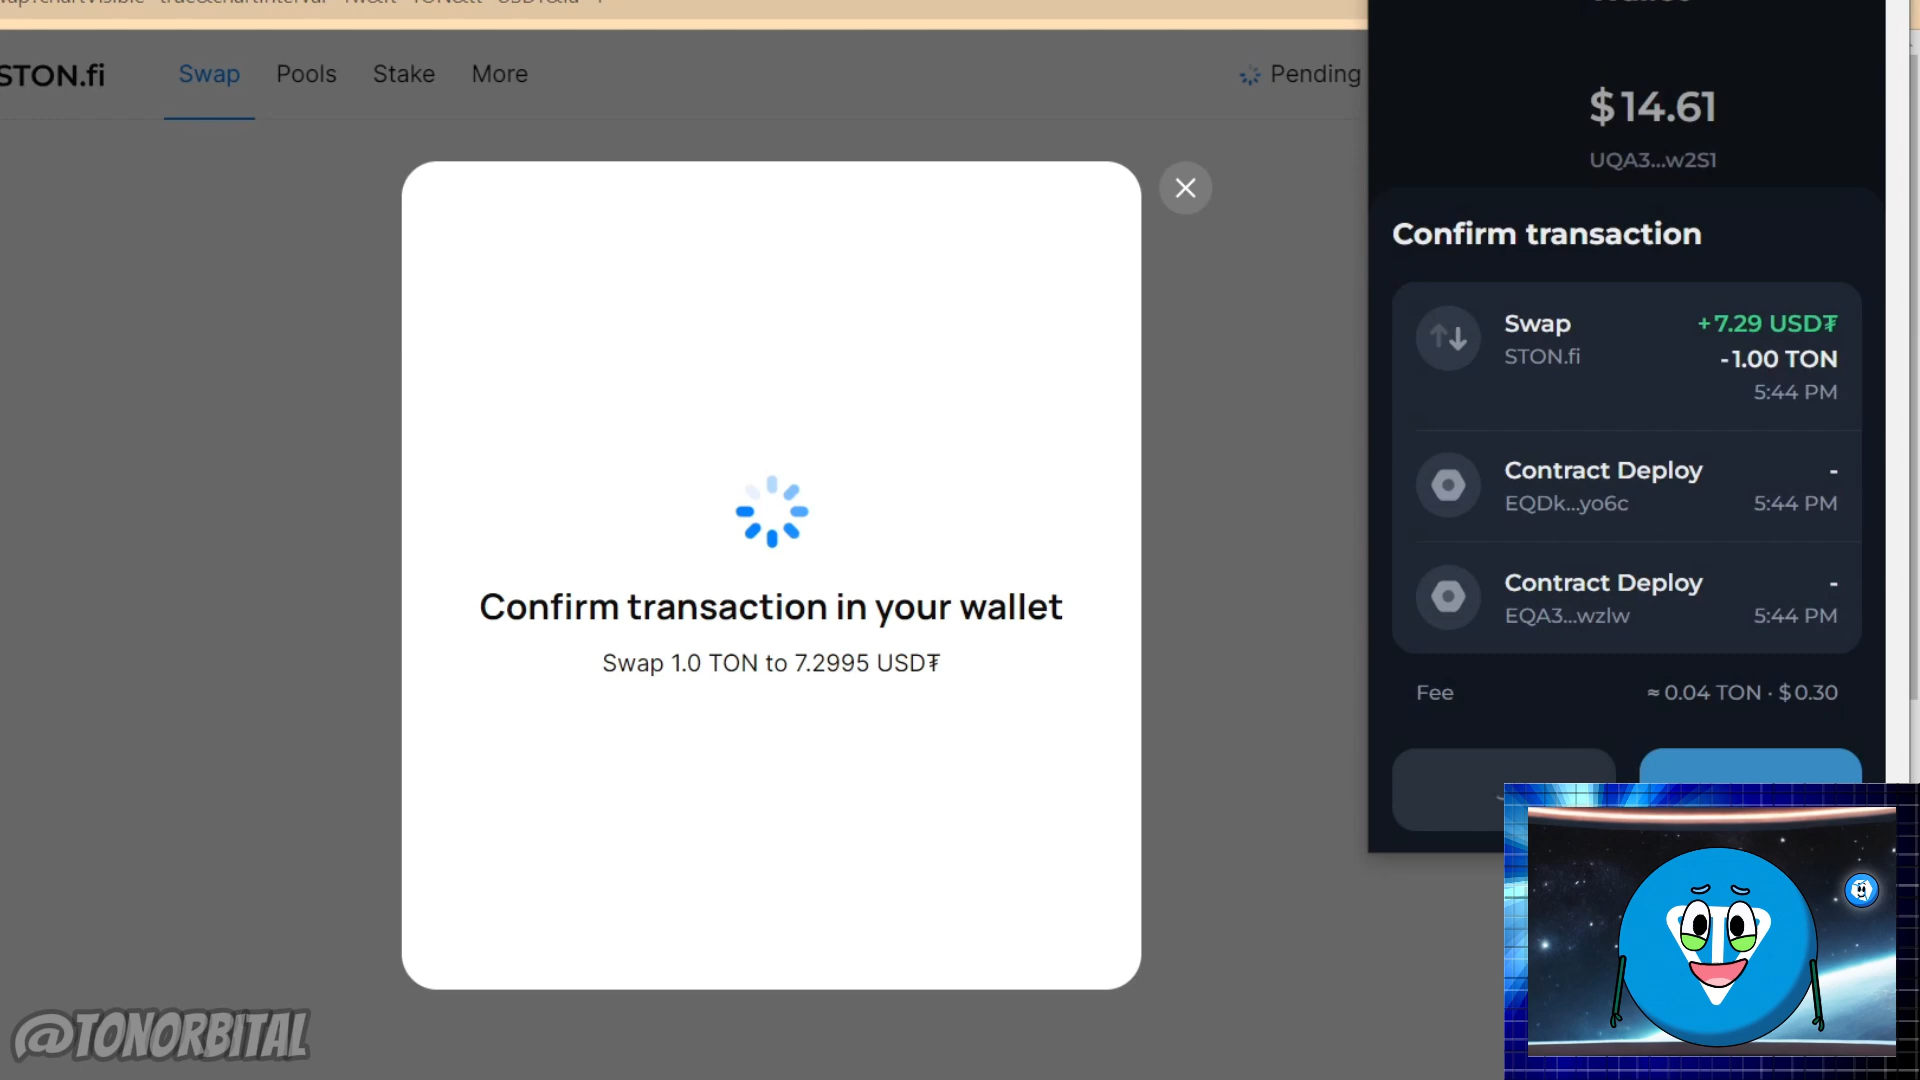 STON.fi
Swap
Pools
Stake
More
Pending
Confirm transaction in your wallet
Swap 1.0 TON to 7.2995 USD₮
$14.61
UQA3...w2S1
Confirm transaction
Swap
+7.29 USD₮
STON.fi
-1.00 TON
5:44 PM
Contract Deploy
-
EQDk...yo6c
5:44 PM
Contract Deploy
-
EQA3...wzlw
5:44 PM
Fee
≈ 0.04 TON · $0.30
@TONORBITAL